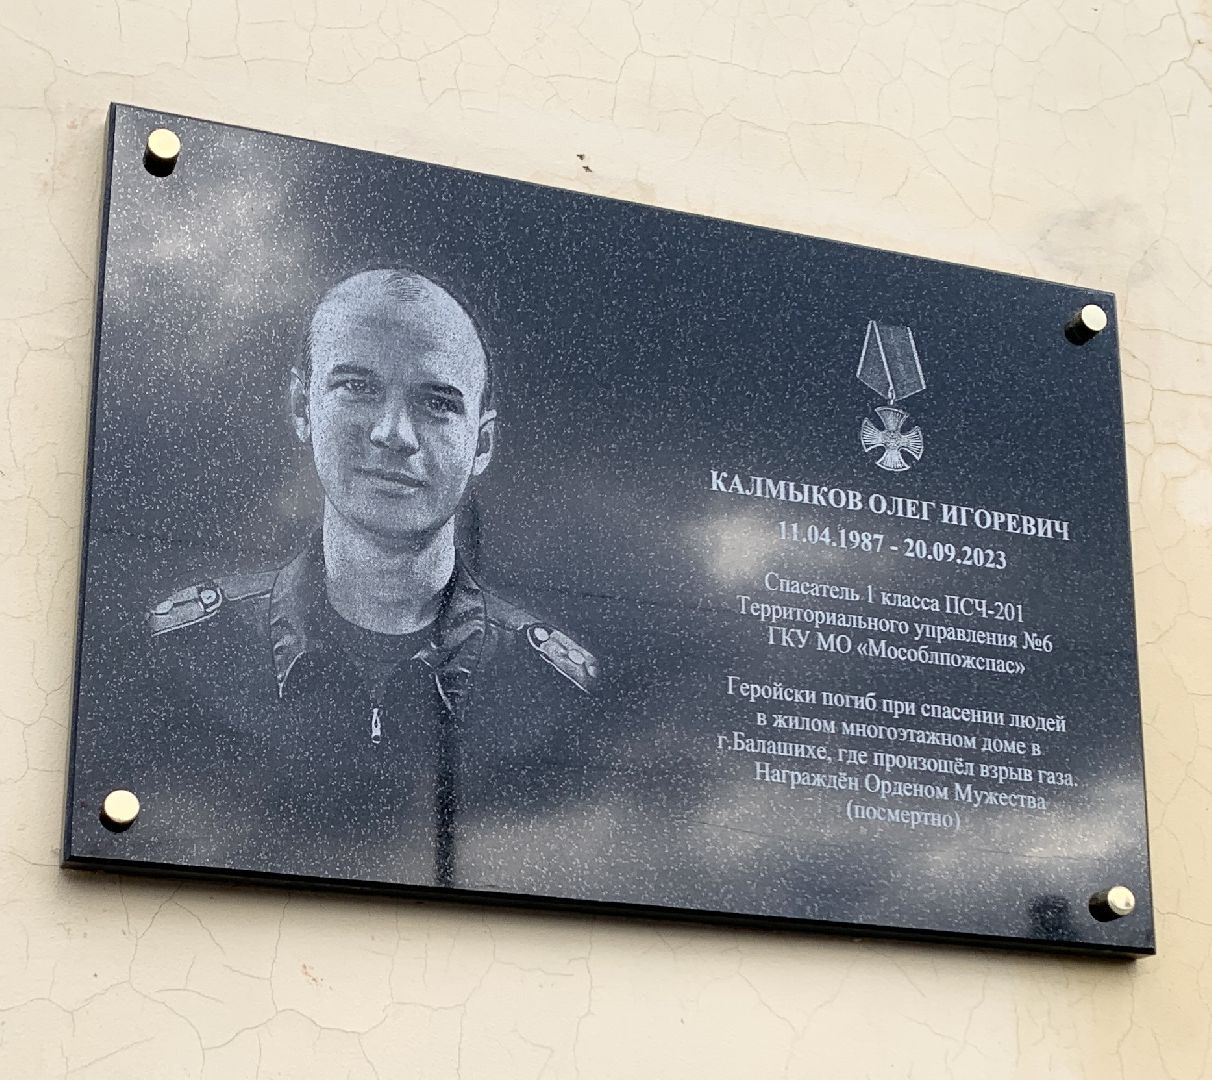 КАЛМЫКОВ ОЛЕГ ИГОРЕВИЧ
11.04.1987 - 20.09.2023
Спасатель 1 класса ПСЧ-201
Территориального управления №6
ГКУ МО «Мособлпожспас»
Геройски погиб при спасении людей
в жилом многоэтажном доме в
г.Балашихе, где произошёл взрыв газа.
Награждён Орденом Мужества
(посмертно)